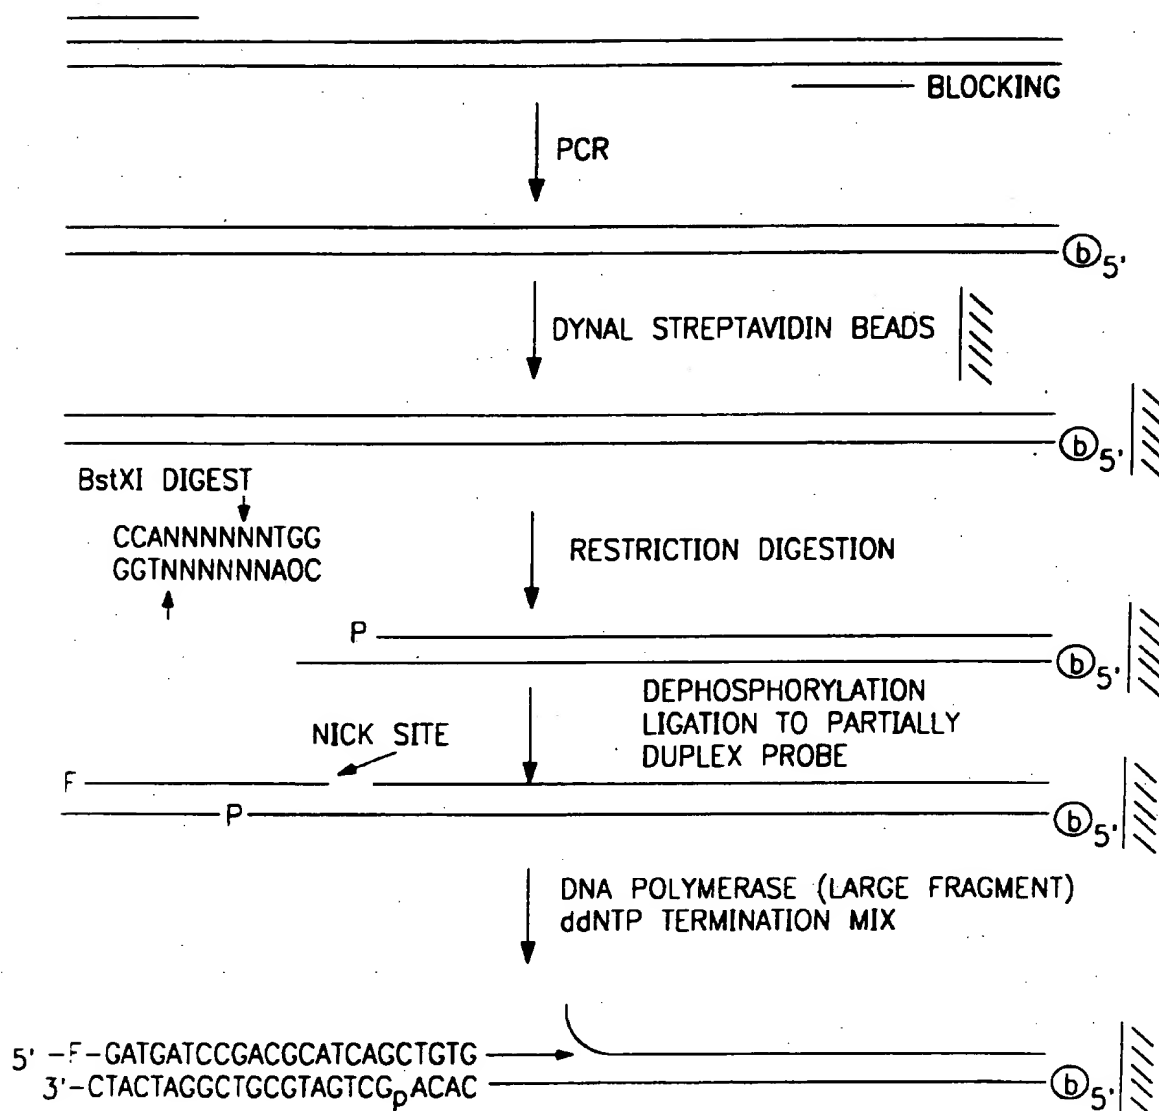 BLOCKING
PCR
b 5'
DYNAL STREPTAVIDIN BEADS
b 5'
BstXI DIGEST
CCANNNNNNTGG
GGTNNNNNNAOC
RESTRICTION DIGESTION
P
b 5'
DEPHOSPHORYLATION
LIGATION TO PARTIALLY
DUPLEX PROBE
NICK SITE
F
P
b 5'
DNA POLYMERASE (LARGE FRAGMENT)
ddNTP TERMINATION MIX
5' -F-GATGATCCGACGCATCAGCTGTG
3'-CTACTAGGCTGCGTAGTCGpACAC
b 5'